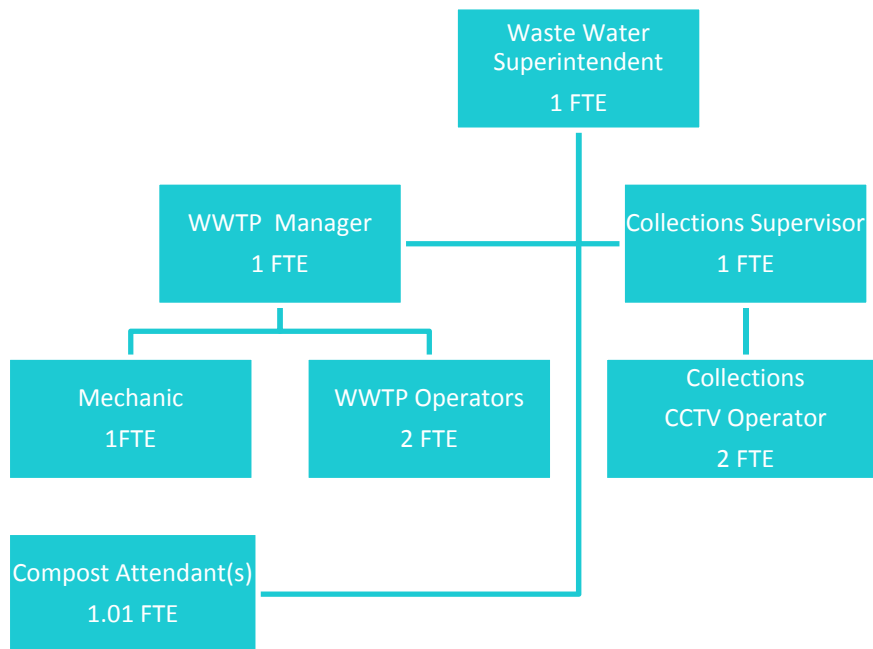 Waste Water
Superintendent
1 FTE
WWTP  Manager
1 FTE
Collections Supervisor
1 FTE
Mechanic
1FTE
WWTP Operators
2 FTE
Collections
CCTV Operator
2 FTE
Compost Attendant(s)
1.01 FTE